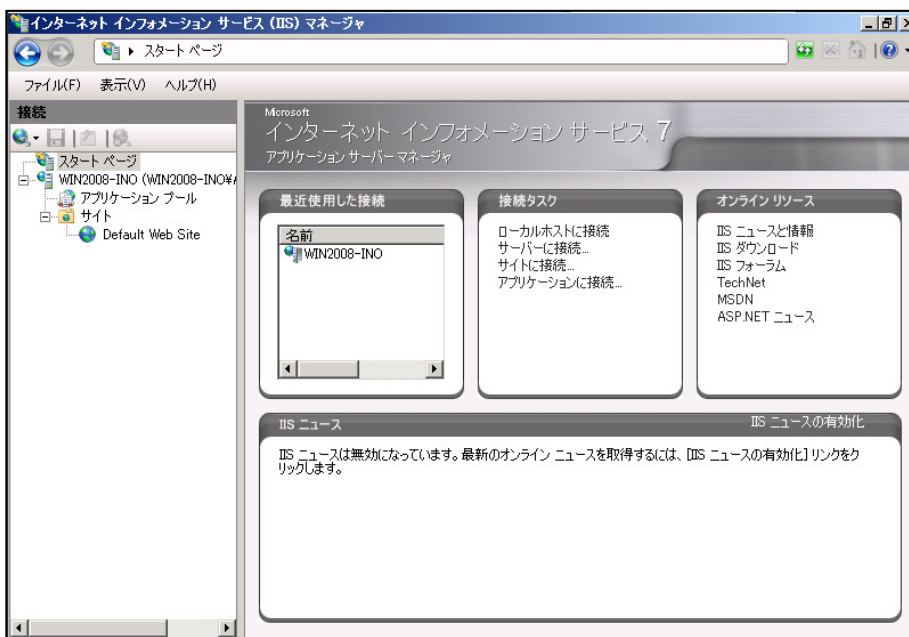 インターネット インフォメーション サービス (IIS) マネージャ
スタート ページ
ファイル(F) 表示(V) ヘルプ(H)
接続
スタート ページ
WIN2008-INO (WIN2008-INO¥
アプリケーション プール
サイト
Default Web Site
Microsoft
インターネット インフォメーション サービス 7
アプリケーション サーバー マネージャ
最近使用した接続
名前
WIN2008-INO
接続タスク
ローカルホストに接続
サーバーに接続...
サイトに接続...
アプリケーションに接続...
オンライン リソース
IIS ニュースと情報
IIS ダウンロード
IIS フォーラム
TechNet
MSDN
ASP.NET ニュース
IIS ニュース
IIS ニュースの有効化
IIS ニュースは無効になっています。最新のオンライン ニュースを取得するには、[IIS ニュースの有効化] リンクをク
リックします。